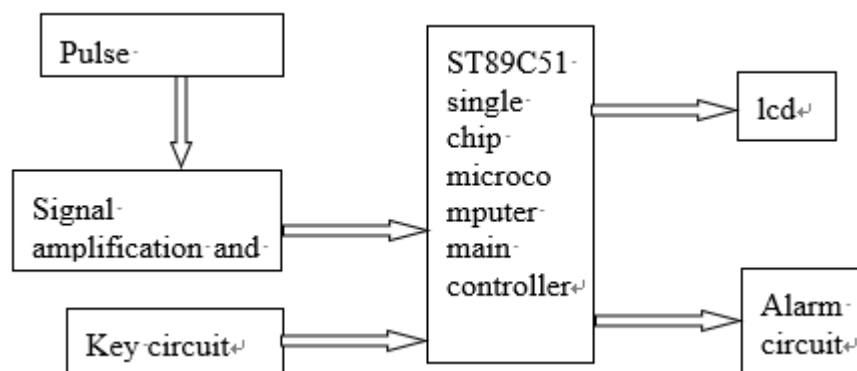 Pulse
Signal
amplification and
Key circuit
ST89C51
single
chip
microco
mputer
main
controller
lcd
Alarm
circuit